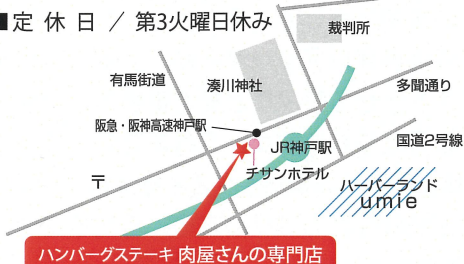 ■定 休 日 ／ 第3火曜日休み
裁判所
有馬街道
湊川神社
多聞通り
阪急・阪神高速神戸駅
国道2号線
JR神戸駅
チサンホテル
〒
ハーバーランド
umie
ハンバーグステーキ 肉屋さんの専門店